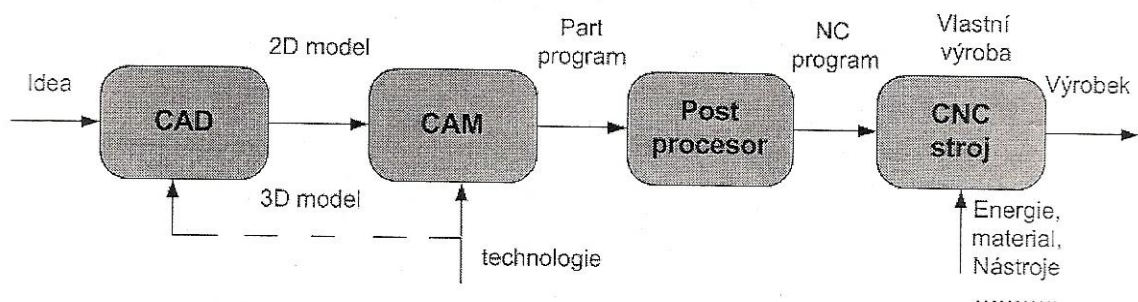 Idea
CAD
2D model
3D model
CAM
technologie
Part
program
Post
procesor
NC
program
Vlastní
výroba
CNC
stroj
Výrobek
Energie,
material,
Nástroje